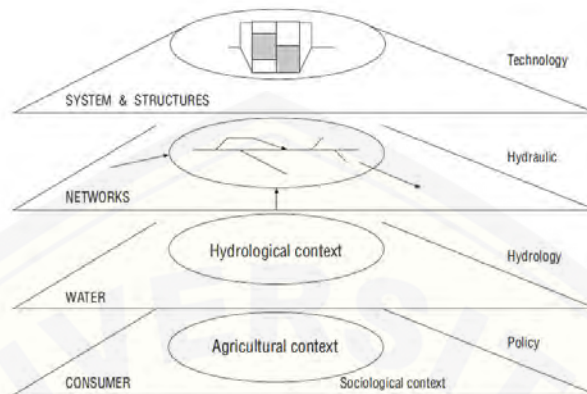 Technology
SYSTEM & STRUCTURES
Hydraulic
NETWORKS
Hydrological context
Hydrology
WATER
Agricultural context
Policy
CONSUMER
Sociological context